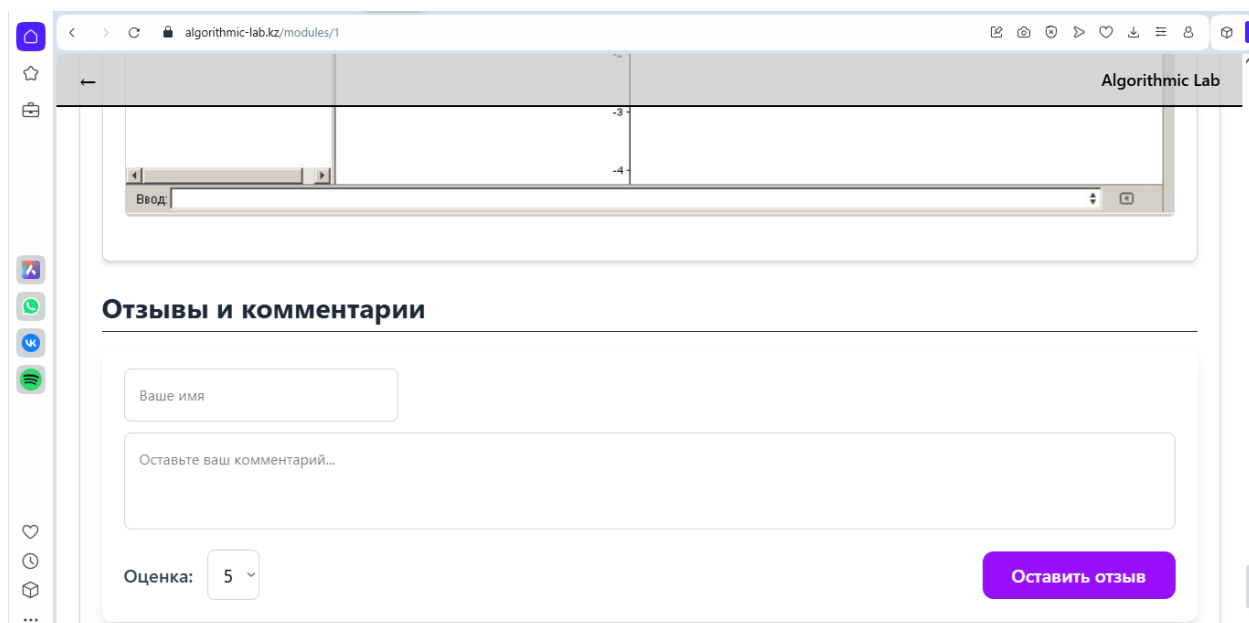 algorithmic-lab.kz/modules/1
← Algorithmic Lab
-2
-3
-4
Ввод:
Отзывы и комментарии
Ваше имя
Оставьте ваш комментарий...
Оценка: 5
Оставить отзыв